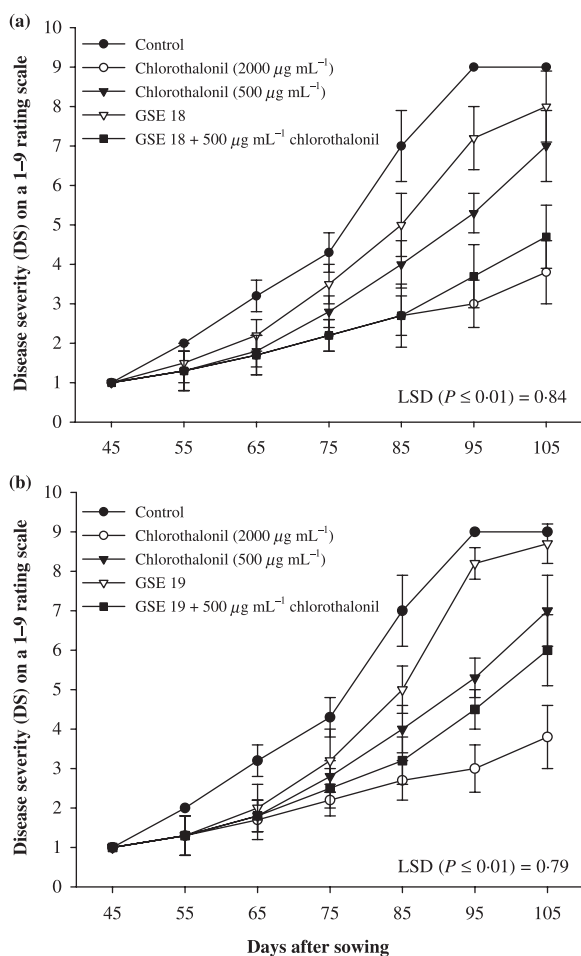 (a)
Disease severity (DS) on a 1–9 rating scale
10
9
8
7
6
5
4
3
2
1
0
Control
Chlorothalonil (2000 µg mL⁻¹)
Chlorothalonil (500 µg mL⁻¹)
GSE 18
GSE 18 + 500 µg mL⁻¹ chlorothalonil
LSD (P ≤ 0·01) = 0·84
45 55 65 75 85 95 105
(b)
Disease severity (DS) on a 1–9 rating scale
10
9
8
7
6
5
4
3
2
1
0
Control
Chlorothalonil (2000 µg mL⁻¹)
Chlorothalonil (500 µg mL⁻¹)
GSE 19
GSE 19 + 500 µg mL⁻¹ chlorothalonil
LSD (P ≤ 0·01) = 0·79
45 55 65 75 85 95 105
Days after sowing